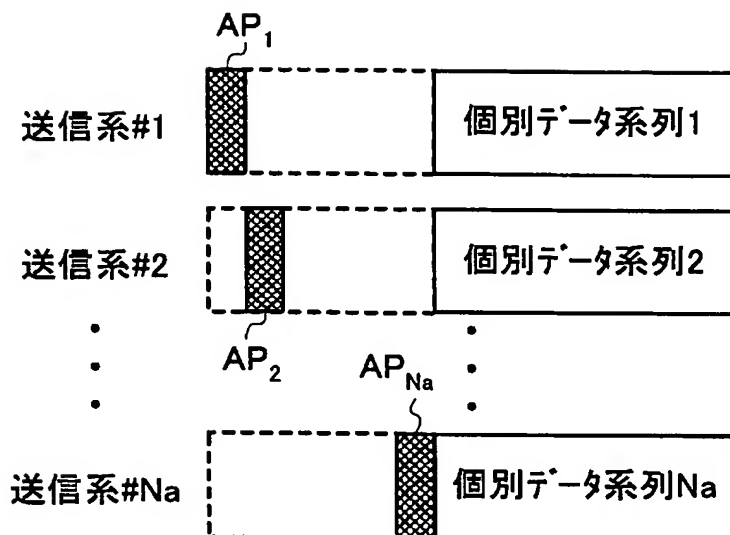 AP1
送信系#1
個別データ系列1
送信系#2
個別データ系列2
AP2
APNa
送信系#Na
個別データ系列Na